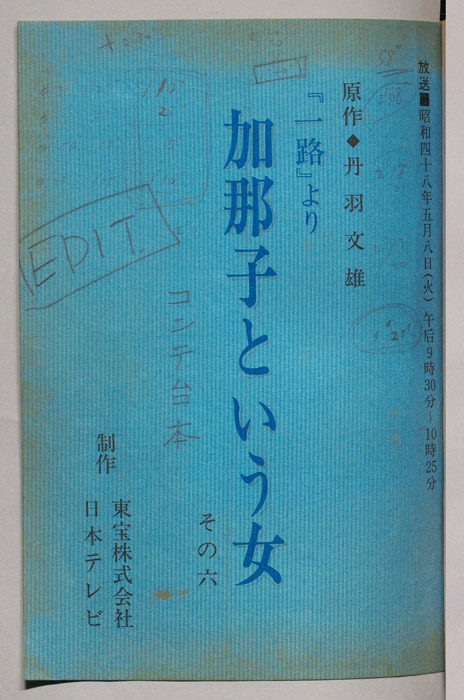 放送■昭和四十八年五月八日(火) 午后9時30分～10時25分
原作◆丹羽文雄
『一路』より
加那子という女
その六
コンテ台本
EDIT.
制作
東宝株式会社
日本テレビ